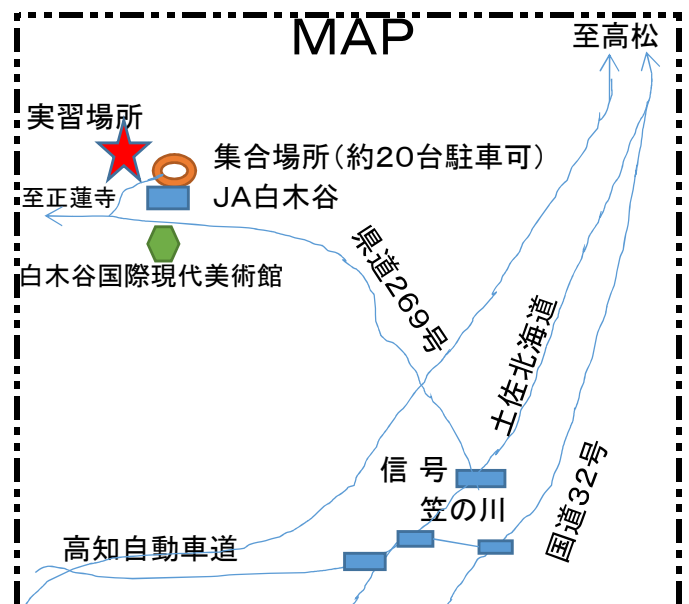 MAP
至高松
実習場所
集合場所（約20台駐車可）
至正蓮寺
JA白木谷
白木谷国際現代美術館
県道269号
土佐北海道
信 号
笠の川
国道32号
高知自動車道